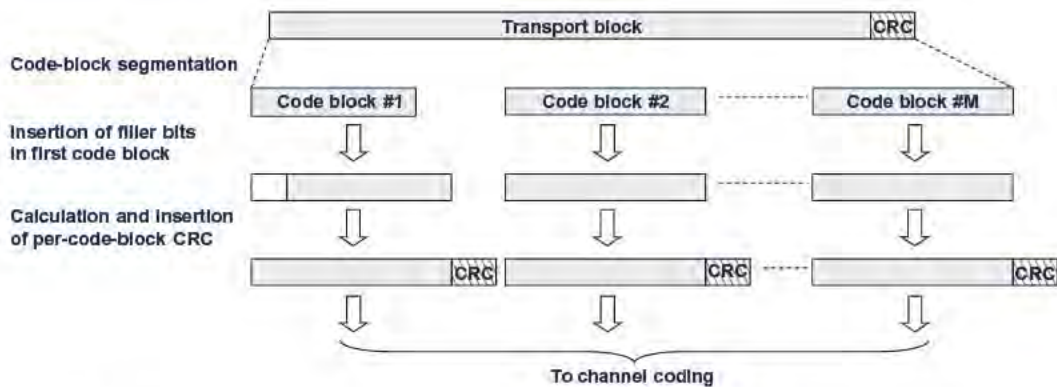 Transport block CRC
Code-block segmentation
Code block #1 Code block #2 Code block #M
Insertion of filler bits
in first code block
Calculation and insertion
of per-code-block CRC
CRC CRC CRC
To channel coding